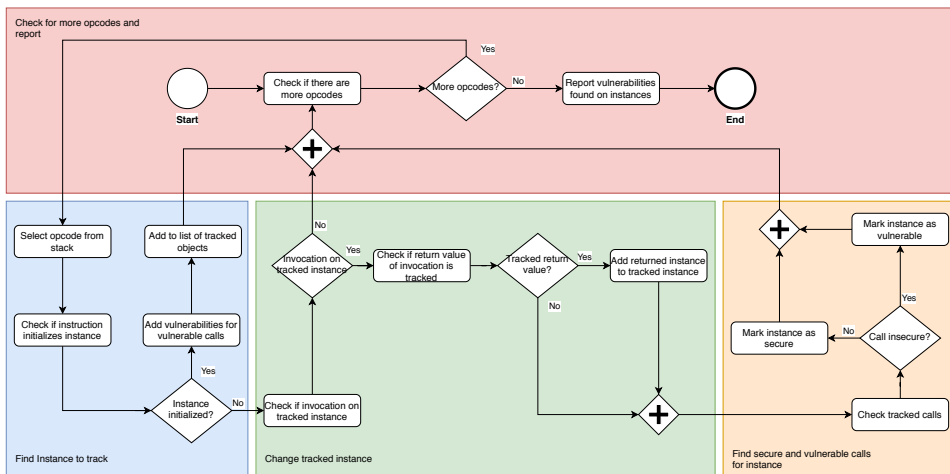 Check for more opcodes and
report
Yes
Check if there are
more opcodes
More opcodes?
No
Report vulnerabilities
found on instances
Start
End
Select opcode from
stack
Add to list of tracked
objects
No
Invocation on
tracked instance
Yes
Check if return value
of invocation is
tracked
Tracked return
value?
Yes
Add returned instance
to tracked instance
No
Mark instance as
vulnerable
Check if instruction
initializes instance
Add vulnerabilities for
vulnerable calls
Yes
Mark instance as
secure
No
Call insecure?
Yes
Instance
initialized?
No
Check if invocation on
tracked instance
Check tracked calls
Find Instance to track
Change tracked instance
Find secure and vulnerable calls
for instance